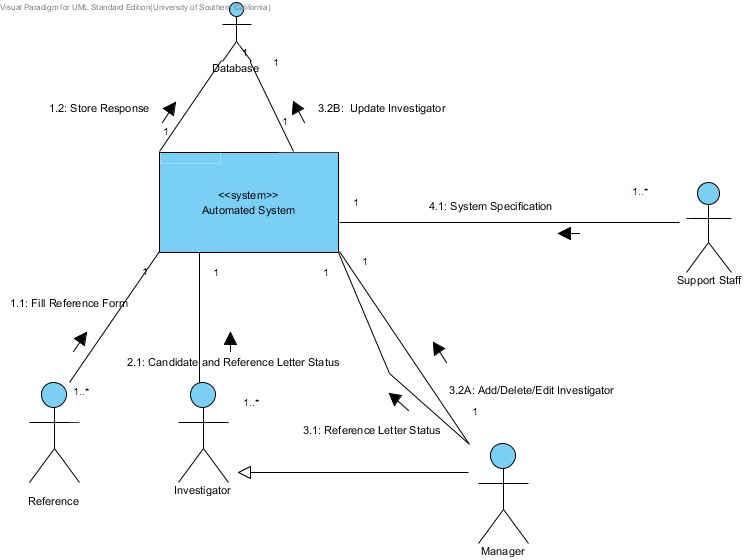 Visual Paradigm for UML Standard Edition(University of Southern California)
1
1
Database
1.2: Store Response
3.2B: Update Investigator
1
1
<<system>>
Automated System
1
4.1: System Specification
1..*
Support Staff
1
1
1
1
1.1: Fill Reference Form
2.1: Candidate and Reference Letter Status
1..*
1..*
3.2A: Add/Delete/Edit Investigator
1
3.1: Reference Letter Status
Reference
Investigator
Manager